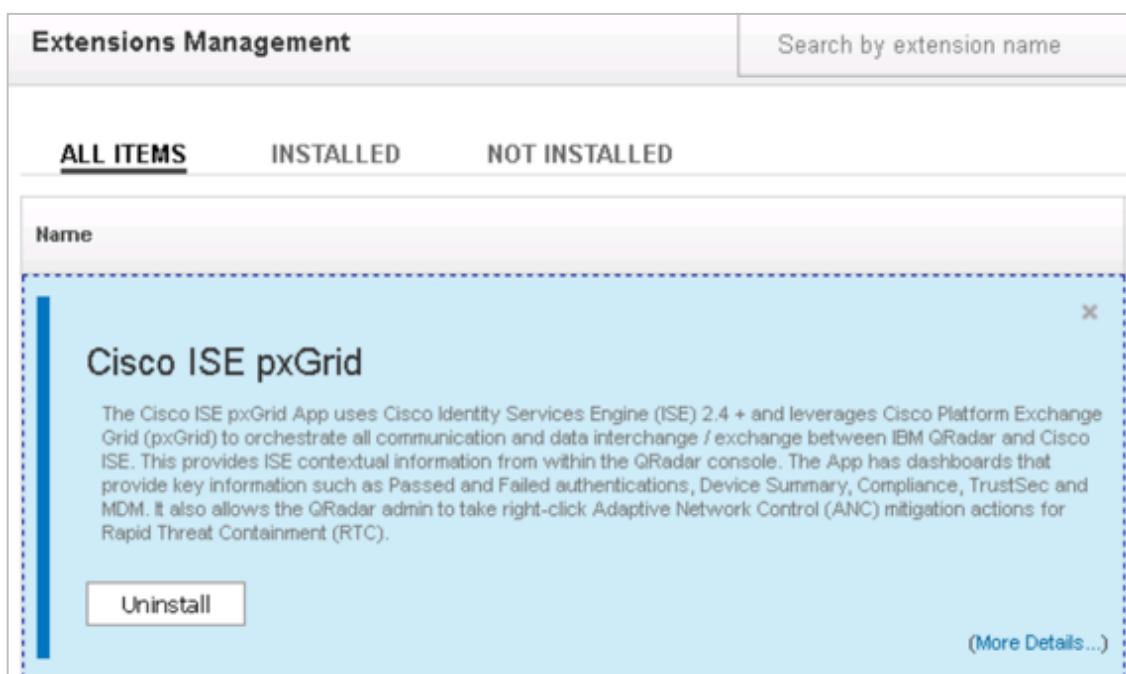 Extensions Management
Search by extension name
ALL ITEMS INSTALLED NOT INSTALLED
Name
×
Cisco ISE pxGrid
The Cisco ISE pxGrid App uses Cisco Identity Services Engine (ISE) 2.4 + and leverages Cisco Platform Exchange
Grid (pxGrid) to orchestrate all communication and data interchange / exchange between IBM QRadar and Cisco
ISE. This provides ISE contextual information from within the QRadar console. The App has dashboards that
provide key information such as Passed and Failed authentications, Device Summary, Compliance, TrustSec and
MDM. It also allows the QRadar admin to take right-click Adaptive Network Control (ANC) mitigation actions for
Rapid Threat Containment (RTC).
Uninstall
(More Details...)